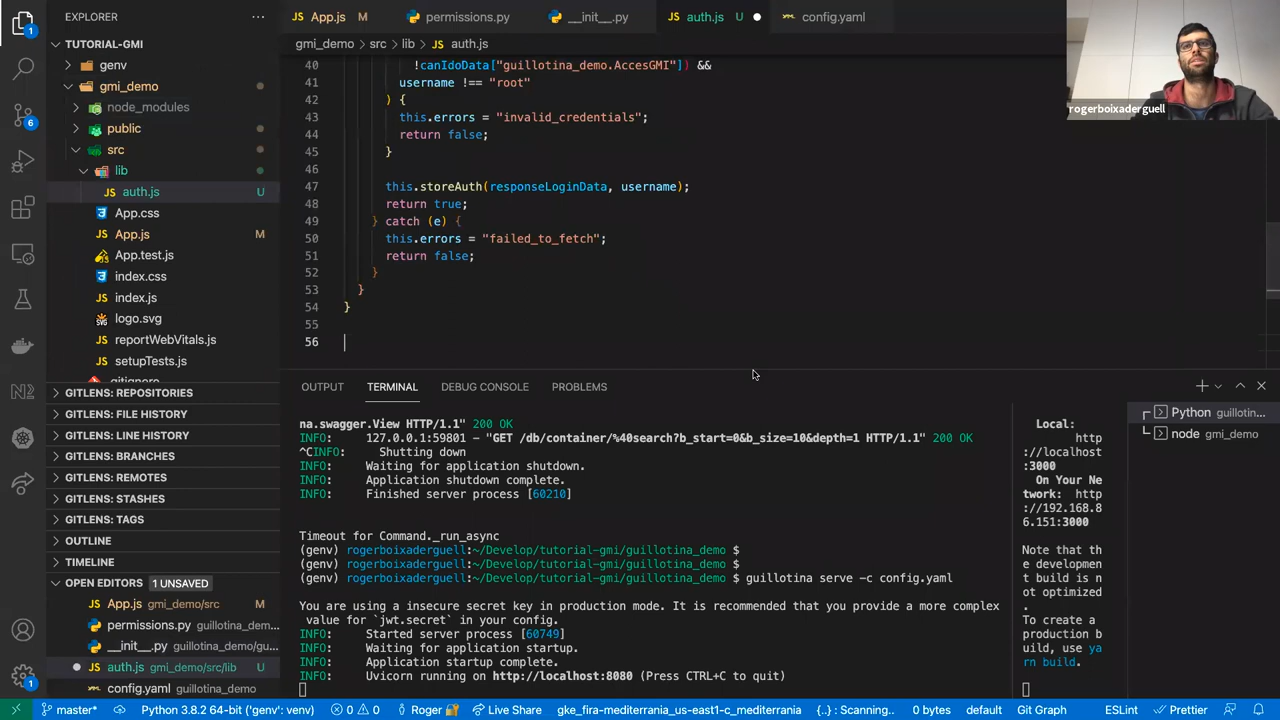 EXPLORER
App.js M permissions.py __init__.py auth.js U config.yaml
TUTORIAL-GMI
gmi_demo > src > lib > auth.js
rogerboixaderguell
genv
gmi_demo
node_modules
public
src
lib
auth.js U
App.css
App.js M
App.test.js
index.css
index.js
logo.svg
reportWebVitals.js
setupTests.js
.gitignore
GITLENS: REPOSITORIES
GITLENS: FILE HISTORY
GITLENS: LINE HISTORY
GITLENS: BRANCHES
GITLENS: REMOTES
GITLENS: STASHES
GITLENS: TAGS
OUTLINE
TIMELINE
OPEN EDITORS 1 UNSAVED
App.js gmi_demo/src M
permissions.py guillotina_dem...
__init__.py guillotina_demo/gu...
auth.js gmi_demo/src/lib U
config.yaml guillotina_demo
1
6
1
40 !canIdoData["guillotina_demo.AccesGMI"]) &&
41 username !== "root"
42 ) {
43 this.errors = "invalid_credentials";
44 return false;
45 }
46
47 this.storeAuth(responseLoginData, username);
48 return true;
49 } catch (e) {
50 this.errors = "failed_to_fetch";
51 return false;
52 }
53 }
54 }
55
56
OUTPUT TERMINAL DEBUG CONSOLE PROBLEMS
na.swagger.View HTTP/1.1" 200 OK
INFO: 127.0.0.1:59801 - "GET /db/container/%40search?b_start=0&b_size=10&depth=1 HTTP/1.1" 200 OK
^CINFO: Shutting down
INFO: Waiting for application shutdown.
INFO: Application shutdown complete.
INFO: Finished server process [60210]
Timeout for Command._run_async
(genv) rogerboixaderguell:~/Develop/tutorial-gmi/guillotina_demo $
(genv) rogerboixaderguell:~/Develop/tutorial-gmi/guillotina_demo $
(genv) rogerboixaderguell:~/Develop/tutorial-gmi/guillotina_demo $ guillotina serve -c config.yaml
You are using a insecure secret key in production mode. It is recommended that you provide a more complex
value for `jwt.secret` in your config.
INFO: Started server process [60749]
INFO: Waiting for application startup.
INFO: Application startup complete.
INFO: Uvicorn running on http://localhost:8080 (Press CTRL+C to quit)
Local:
http
://localhost
:3000
On Your Ne
twork: http
://192.168.8
6.151:3000
Note that th
e developmen
t build is n
ot optimized
.
To create a
production b
uild, use ya
rn build.
Python guillotin...
node gmi_demo
master* Python 3.8.2 64-bit ('genv': venv) 0 0 Roger Live Share gke_fira-mediterrania_us-east1-c_mediterrania {..} : Scanning... 0 bytes default Git Graph ESLint Prettier